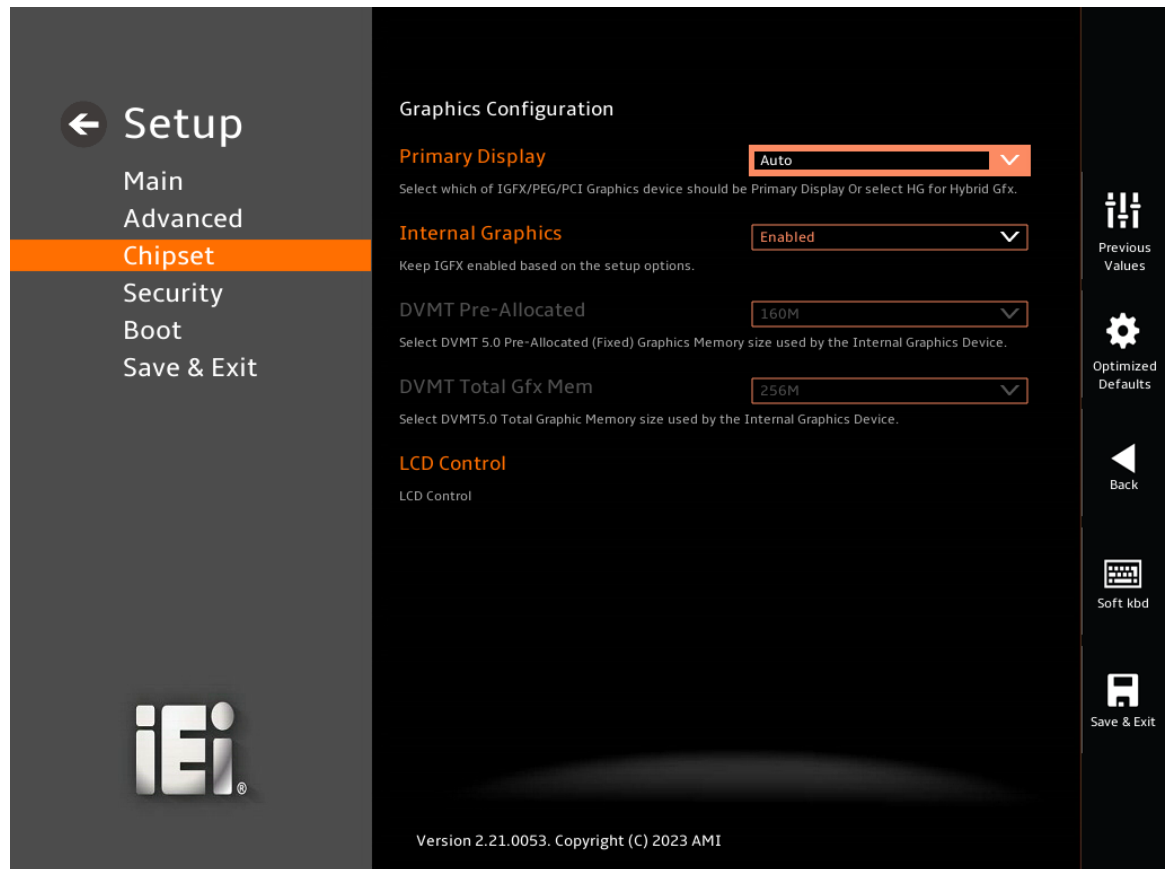 Setup
Main
Advanced
Chipset
Security
Boot
Save & Exit
iEi®
Graphics Configuration
Primary Display
Auto
Select which of IGFX/PEG/PCI Graphics device should be Primary Display Or select HG for Hybrid Gfx.
Internal Graphics
Enabled
Keep IGFX enabled based on the setup options.
DVMT Pre-Allocated
160M
Select DVMT 5.0 Pre-Allocated (Fixed) Graphics Memory size used by the Internal Graphics Device.
DVMT Total Gfx Mem
256M
Select DVMT5.0 Total Graphic Memory size used by the Internal Graphics Device.
LCD Control
LCD Control
Version 2.21.0053. Copyright (C) 2023 AMI
Previous
Values
Optimized
Defaults
Back
Soft kbd
Save & Exit